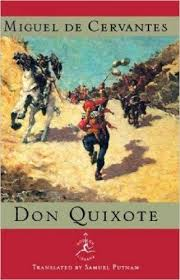 MIGUEL DE CERVANTES
DON QUIXOTE
TRANSLATED BY SAMUEL PUTNAM